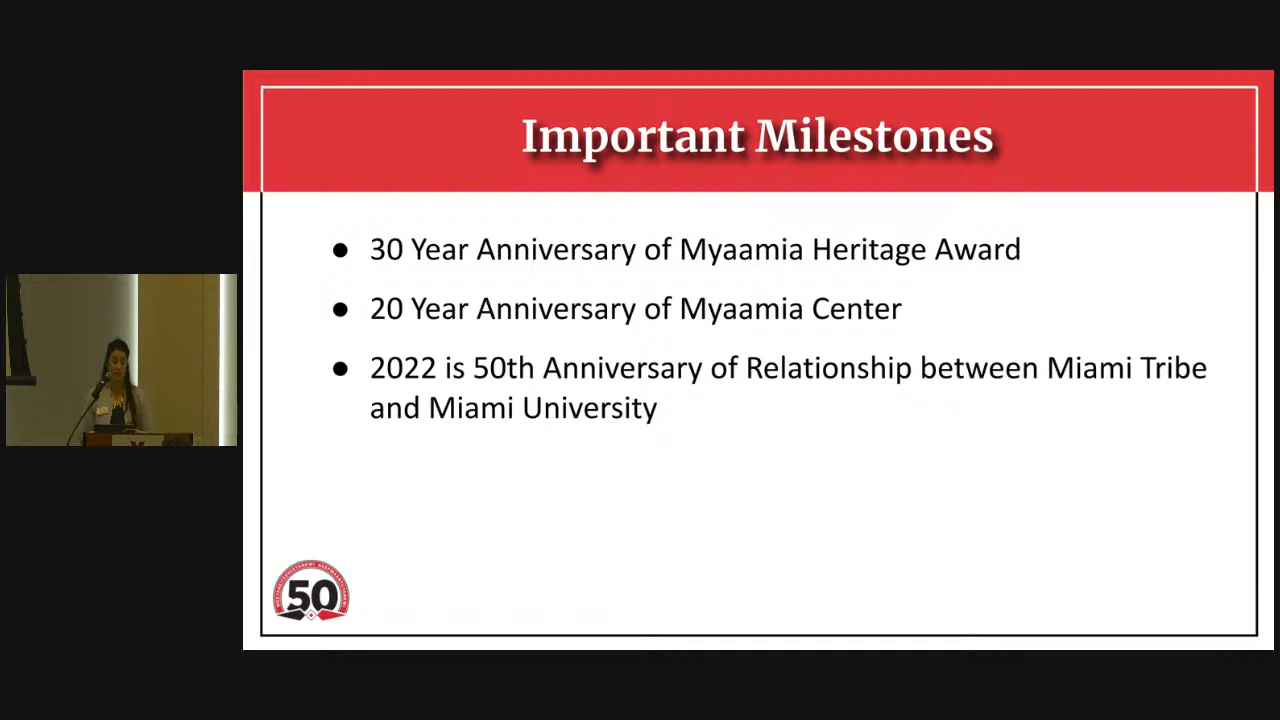 Important Milestones
● 30 Year Anniversary of Myaamia Heritage Award
● 20 Year Anniversary of Myaamia Center
● 2022 is 50th Anniversary of Relationship between Miami Tribe
and Miami University
50